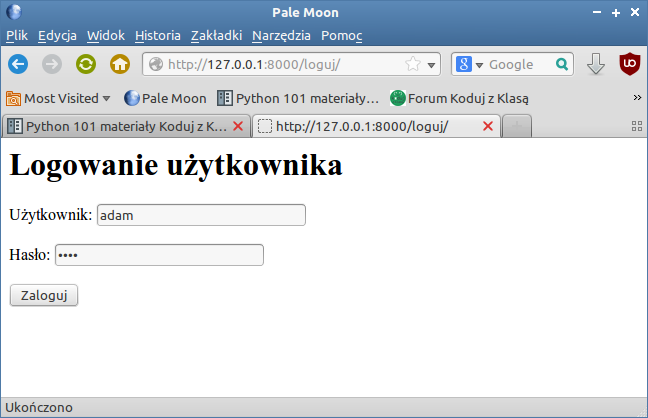 Pale Moon
Plik Edycja Widok Historia Zakładki Narzędzia Pomoc
http://127.0.0.1:8000/loguj/ Google
Most Visited Pale Moon Python 101 materiały… Forum Koduj z Klasą
Python 101 materiały Koduj z K... http://127.0.0.1:8000/loguj/
Logowanie użytkownika
Użytkownik: adam
Hasło: ••••
Zaloguj
Ukończono